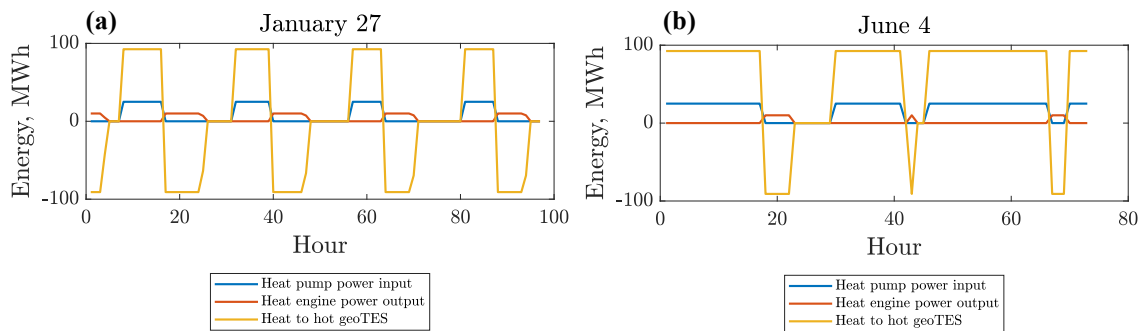 (a)
January 27
100
0
-100
0
20
40
60
80
100
Energy, MWh
Hour
Heat pump power input
Heat engine power output
Heat to hot geoTES
(b)
June 4
100
0
-100
0
20
40
60
80
Energy, MWh
Hour
Heat pump power input
Heat engine power output
Heat to hot geoTES